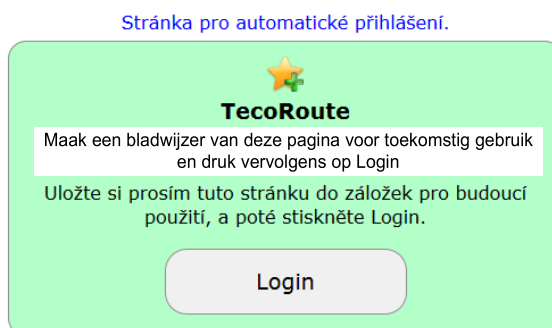 Stránka pro automatické přihlášení.
TecoRoute
Maak een bladwijzer van deze pagina voor toekomstig gebruik
en druk vervolgens op Login
Uložte si prosím tuto stránku do záložek pro budoucí
použití, a poté stiskněte Login.
Login